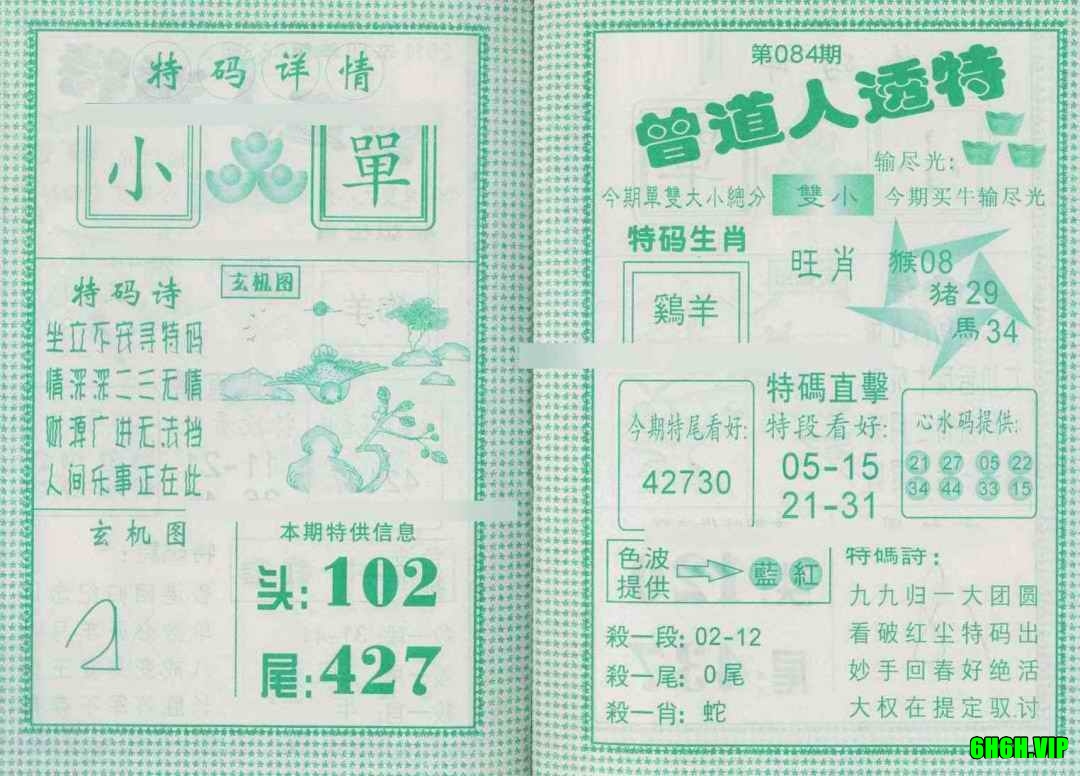 特码详情
小 單
特码诗
玄机图
坐立不安寻特码
情深深二三无情
财源广进无法挡
人间乐事正在此
玄机图
2
本期特供信息
头:102
尾:427
第084期
曾道人透特
输尽光:
今期單雙大小總分 雙小 今期买牛输尽光
特码生肖
鷄羊
旺肖
猴08
猪29
馬34
今期特尾看好:
42730
特碼直擊
特段看好:
05-15
21-31
心水码提供:
21 27 05 22
34 44 33 15
色波提供 藍 紅
殺一段: 02-12
殺一尾: 0尾
殺一肖: 蛇
特碼詩:
九九归一大团圆
看破红尘特码出
妙手回春好绝活
大权在提定驭讨
6H6H.VIP